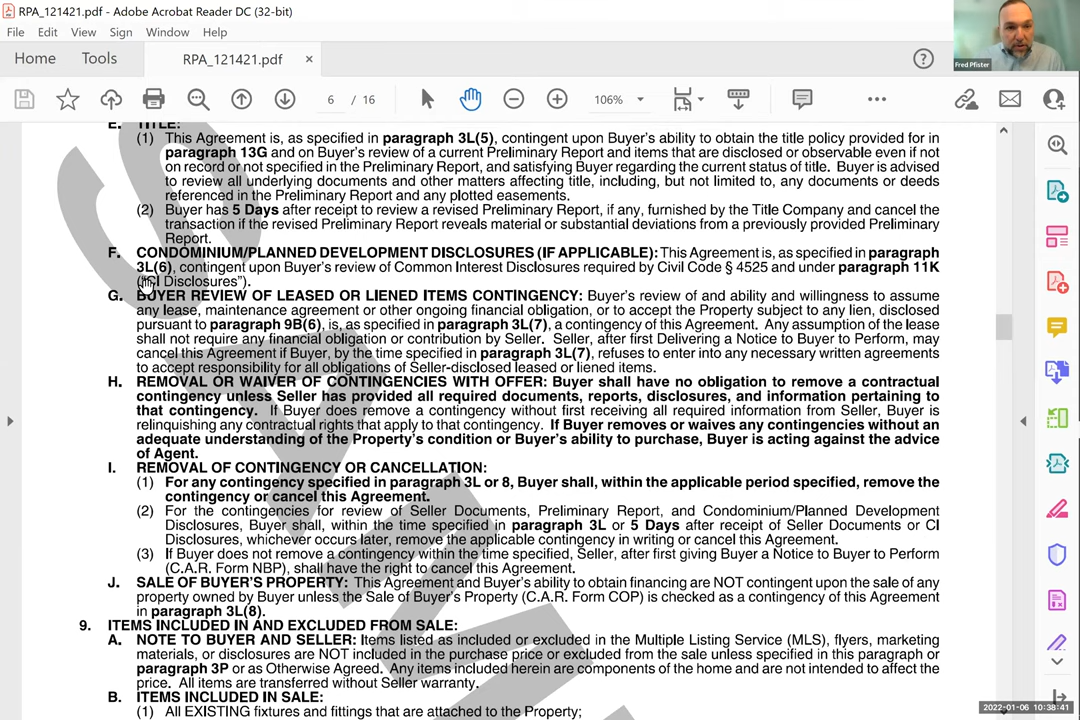 RPA_121421.pdf - Adobe Acrobat Reader DC (32-bit)
File Edit View Sign Window Help
Home Tools RPA_121421.pdf ×
6 / 16 106%
Fred Pfister
E. TITLE:
(1) This Agreement is, as specified in paragraph 3L(5), contingent upon Buyer's ability to obtain the title policy provided for in
paragraph 13G and on Buyer's review of a current Preliminary Report and items that are disclosed or observable even if not
on record or not specified in the Preliminary Report, and satisfying Buyer regarding the current status of title. Buyer is advised
to review all underlying documents and other matters affecting title, including, but not limited to, any documents or deeds
referenced in the Preliminary Report and any plotted easements.
(2) Buyer has 5 Days after receipt to review a revised Preliminary Report, if any, furnished by the Title Company and cancel the
transaction if the revised Preliminary Report reveals material or substantial deviations from a previously provided Preliminary
Report.
F. CONDOMINIUM/PLANNED DEVELOPMENT DISCLOSURES (IF APPLICABLE): This Agreement is, as specified in paragraph
3L(6), contingent upon Buyer's review of Common Interest Disclosures required by Civil Code § 4525 and under paragraph 11K
("CI Disclosures").
G. BUYER REVIEW OF LEASED OR LIENED ITEMS CONTINGENCY: Buyer's review of and ability and willingness to assume
any lease, maintenance agreement or other ongoing financial obligation, or to accept the Property subject to any lien, disclosed
pursuant to paragraph 9B(6), is, as specified in paragraph 3L(7), a contingency of this Agreement. Any assumption of the lease
shall not require any financial obligation or contribution by Seller. Seller, after first Delivering a Notice to Buyer to Perform, may
cancel this Agreement if Buyer, by the time specified in paragraph 3L(7), refuses to enter into any necessary written agreements
to accept responsibility for all obligations of Seller-disclosed leased or liened items.
H. REMOVAL OR WAIVER OF CONTINGENCIES WITH OFFER: Buyer shall have no obligation to remove a contractual
contingency unless Seller has provided all required documents, reports, disclosures, and information pertaining to
that contingency. If Buyer does remove a contingency without first receiving all required information from Seller, Buyer is
relinquishing any contractual rights that apply to that contingency. If Buyer removes or waives any contingencies without an
adequate understanding of the Property's condition or Buyer's ability to purchase, Buyer is acting against the advice
of Agent.
I. REMOVAL OF CONTINGENCY OR CANCELLATION:
(1) For any contingency specified in paragraph 3L or 8, Buyer shall, within the applicable period specified, remove the
contingency or cancel this Agreement.
(2) For the contingencies for review of Seller Documents, Preliminary Report, and Condominium/Planned Development
Disclosures, Buyer shall, within the time specified in paragraph 3L or 5 Days after receipt of Seller Documents or CI
Disclosures, whichever occurs later, remove the applicable contingency in writing or cancel this Agreement.
(3) If Buyer does not remove a contingency within the time specified, Seller, after first giving Buyer a Notice to Buyer to Perform
(C.A.R. Form NBP), shall have the right to cancel this Agreement.
J. SALE OF BUYER'S PROPERTY: This Agreement and Buyer's ability to obtain financing are NOT contingent upon the sale of any
property owned by Buyer unless the Sale of Buyer's Property (C.A.R. Form COP) is checked as a contingency of this Agreement
in paragraph 3L(8).
9. ITEMS INCLUDED IN AND EXCLUDED FROM SALE:
A. NOTE TO BUYER AND SELLER: Items listed as included or excluded in the Multiple Listing Service (MLS), flyers, marketing
materials, or disclosures are NOT included in the purchase price or excluded from the sale unless specified in this paragraph or
paragraph 3P or as Otherwise Agreed. Any items included herein are components of the home and are not intended to affect the
price. All items are transferred without Seller warranty.
B. ITEMS INCLUDED IN SALE:
(1) All EXISTING fixtures and fittings that are attached to the Property;
2022-01-06 10:38:41